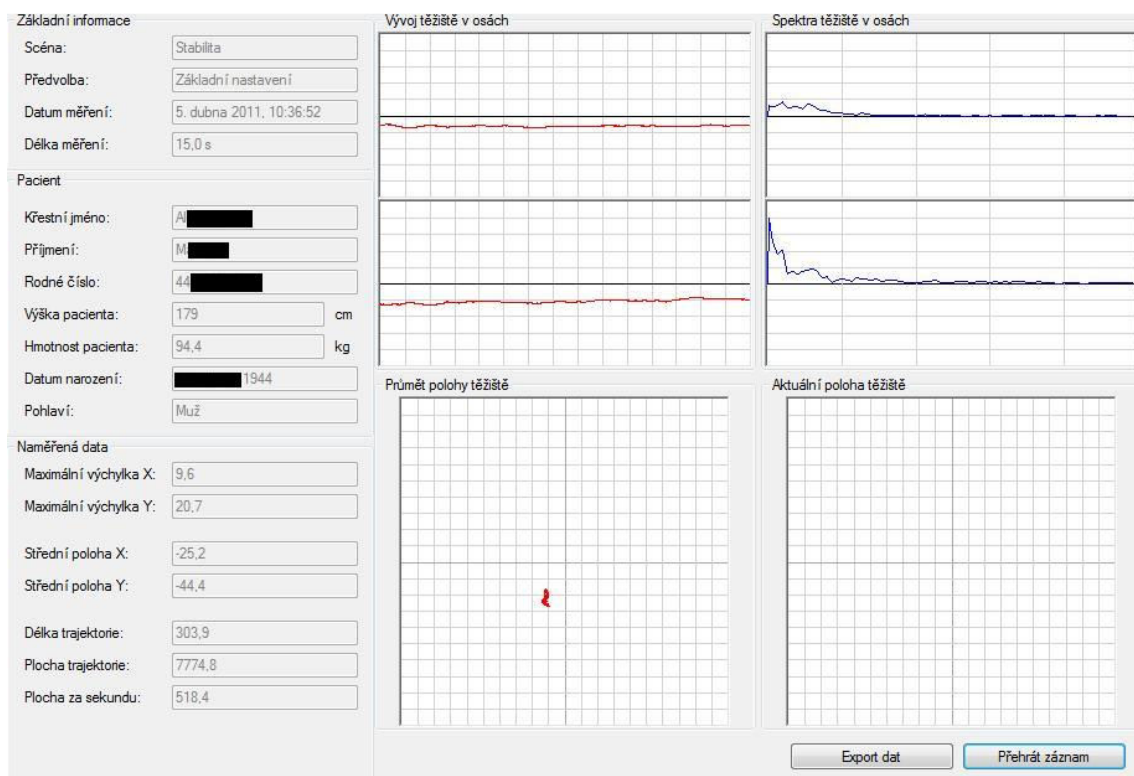 Základní informace
Scéna: Stabilita
Předvolba: Základní nastavení
Datum měření: 5. dubna 2011, 10:36:52
Délka měření: 15,0 s
Pacient
Křestní jméno:
Příjmení:
Rodné číslo: 44
Výška pacienta: 179 cm
Hmotnost pacienta: 94,4 kg
Datum narození: 1944
Pohlaví: Muž
Naměřená data
Maximální výchylka X: 9,6
Maximální výchylka Y: 20,7
Střední poloha X: -25,2
Střední poloha Y: -44,4
Délka trajektorie: 303,9
Plocha trajektorie: 7774,8
Plocha za sekundu: 518,4
Vývoj těžiště v osách
Spektra těžiště v osách
Průmět polohy těžiště
Aktuální poloha těžiště
Export dat
Přehrát záznam